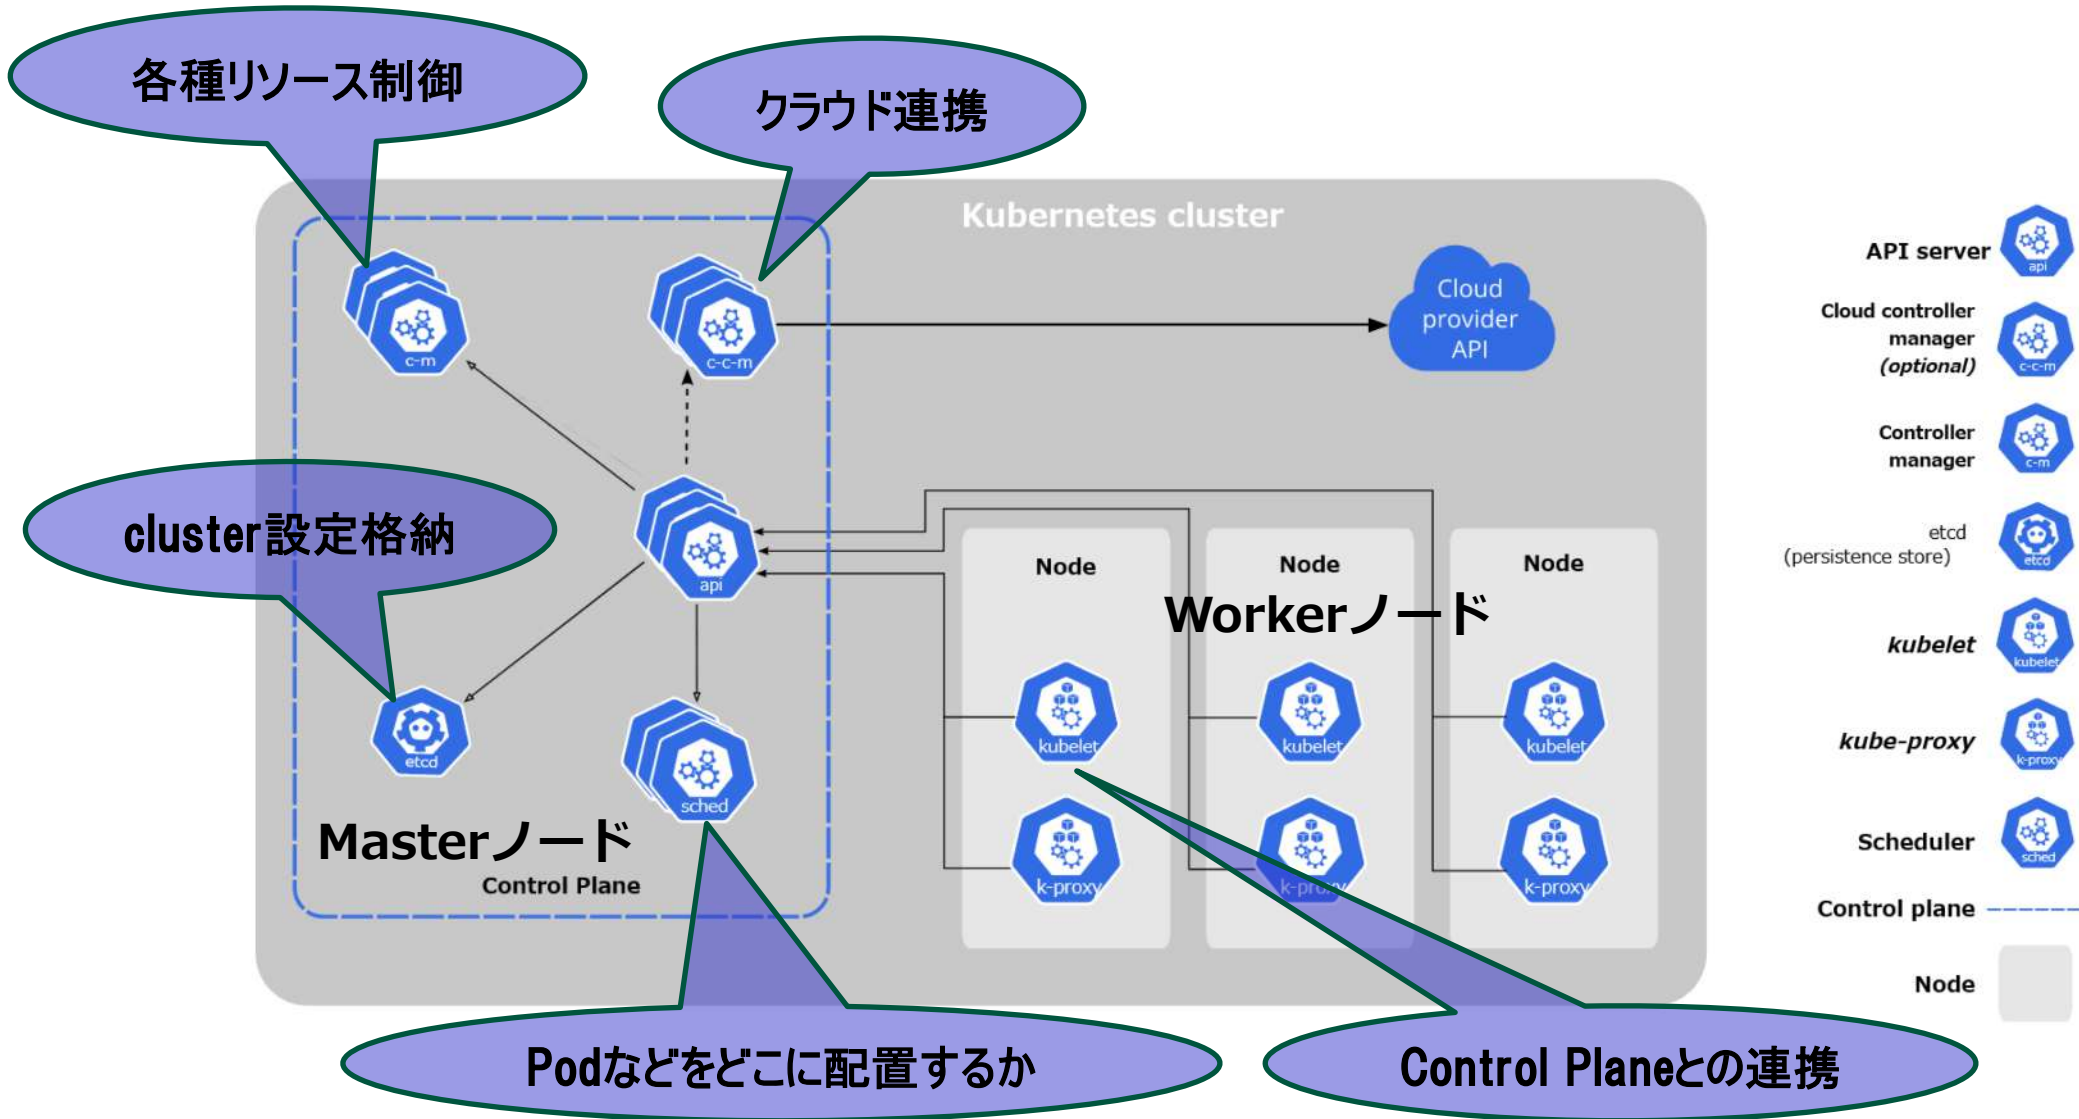 各種リソース制御
クラウド連携
Kubernetes cluster
c-m
c-c-m
Cloud
provider
API
cluster設定格納
api
etcd
sched
Masterノード
Control Plane
Node
Node
Node
Workerノード
kubelet
kubelet
kubelet
k-proxy
k-proxy
k-proxy
Podなどをどこに配置するか
Control Planeとの連携
API server
api
Cloud controller
manager
(optional)
c-c-m
Controller
manager
c-m
etcd
(persistence store)
etcd
kubelet
kubelet
kube-proxy
k-proxy
Scheduler
sched
Control plane
Node